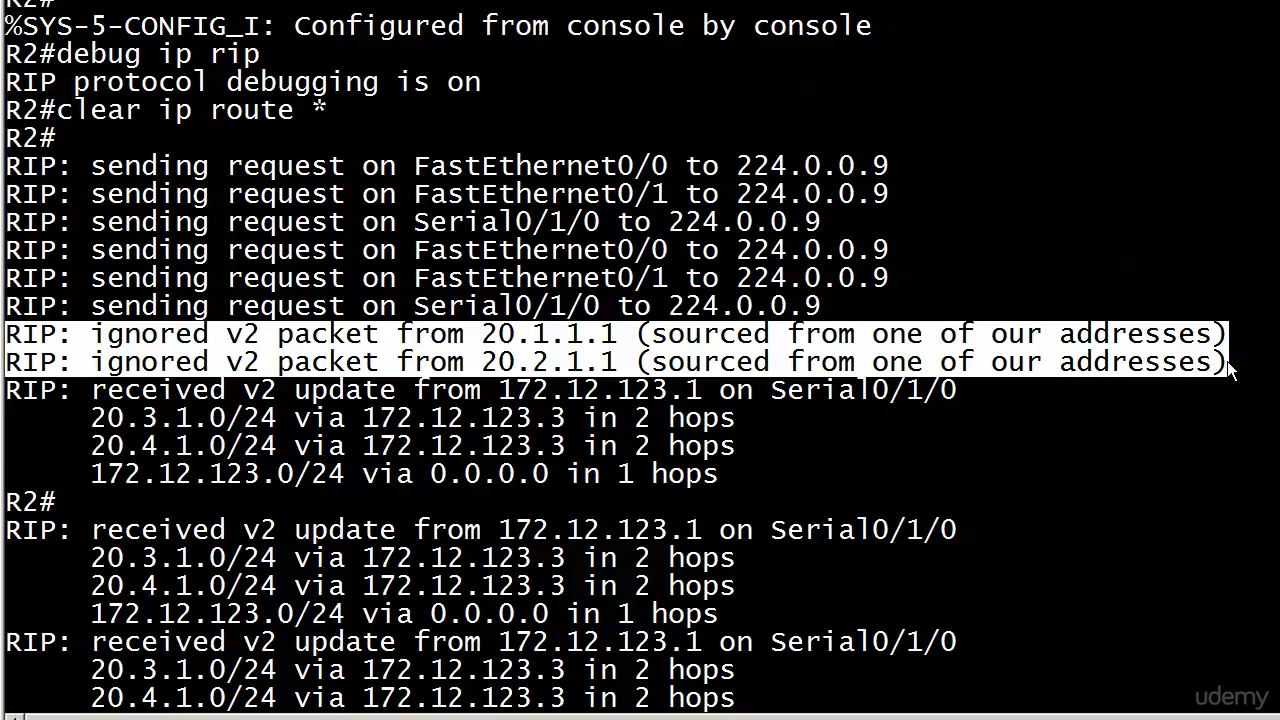 R2#
%SYS-5-CONFIG_I: Configured from console by console
R2#debug ip rip
RIP protocol debugging is on
R2#clear ip route *
R2#
RIP: sending request on FastEthernet0/0 to 224.0.0.9
RIP: sending request on FastEthernet0/1 to 224.0.0.9
RIP: sending request on Serial0/1/0 to 224.0.0.9
RIP: sending request on FastEthernet0/0 to 224.0.0.9
RIP: sending request on FastEthernet0/1 to 224.0.0.9
RIP: sending request on Serial0/1/0 to 224.0.0.9
RIP: ignored v2 packet from 20.1.1.1 (sourced from one of our addresses)
RIP: ignored v2 packet from 20.2.1.1 (sourced from one of our addresses)
RIP: received v2 update from 172.12.123.1 on Serial0/1/0
20.3.1.0/24 via 172.12.123.3 in 2 hops
20.4.1.0/24 via 172.12.123.3 in 2 hops
172.12.123.0/24 via 0.0.0.0 in 1 hops
R2#
RIP: received v2 update from 172.12.123.1 on Serial0/1/0
20.3.1.0/24 via 172.12.123.3 in 2 hops
20.4.1.0/24 via 172.12.123.3 in 2 hops
172.12.123.0/24 via 0.0.0.0 in 1 hops
RIP: received v2 update from 172.12.123.1 on Serial0/1/0
20.3.1.0/24 via 172.12.123.3 in 2 hops
20.4.1.0/24 via 172.12.123.3 in 2 hops
udemy